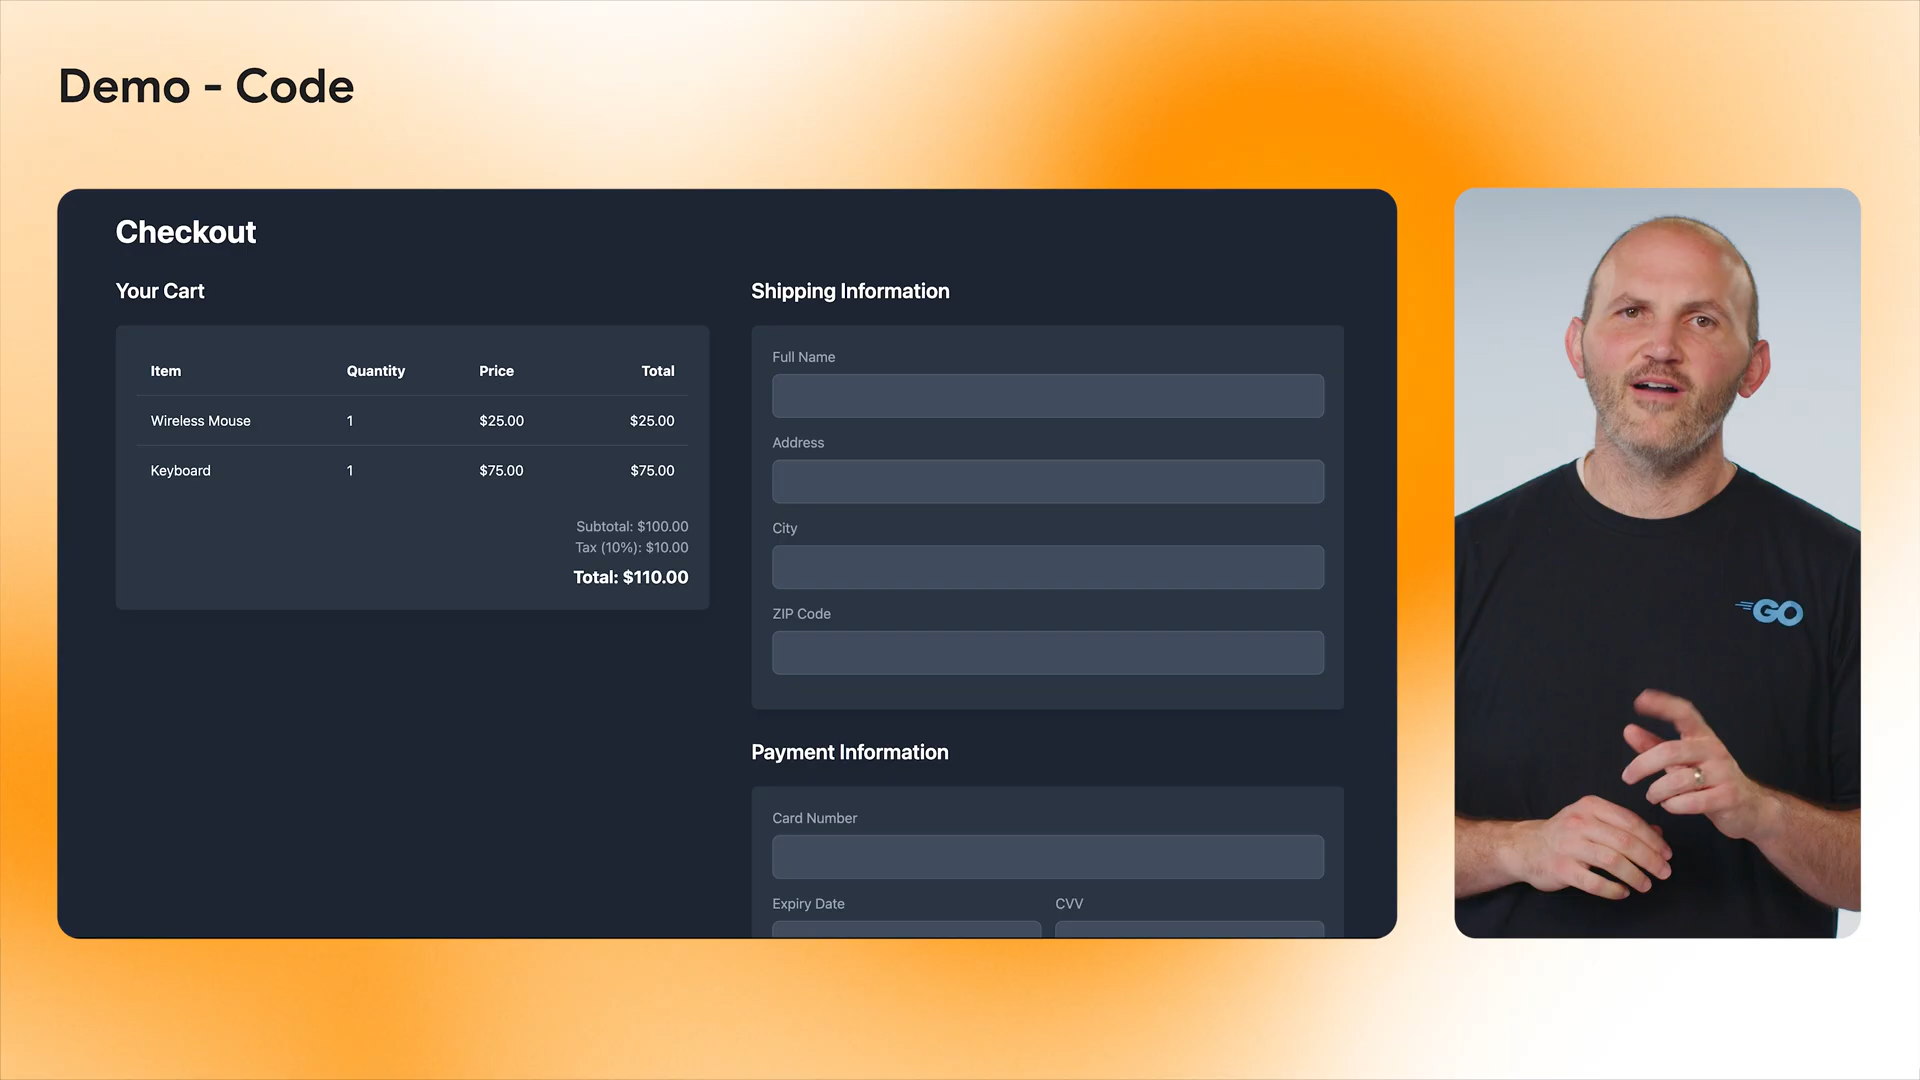 Demo - Code
Checkout
Your Cart
Item Quantity Price Total
Wireless Mouse 1 $25.00 $25.00
Keyboard 1 $75.00 $75.00
Subtotal: $100.00
Tax (10%): $10.00
Total: $110.00
Shipping Information
Full Name
Address
City
ZIP Code
Payment Information
Card Number
Expiry Date CVV
GO